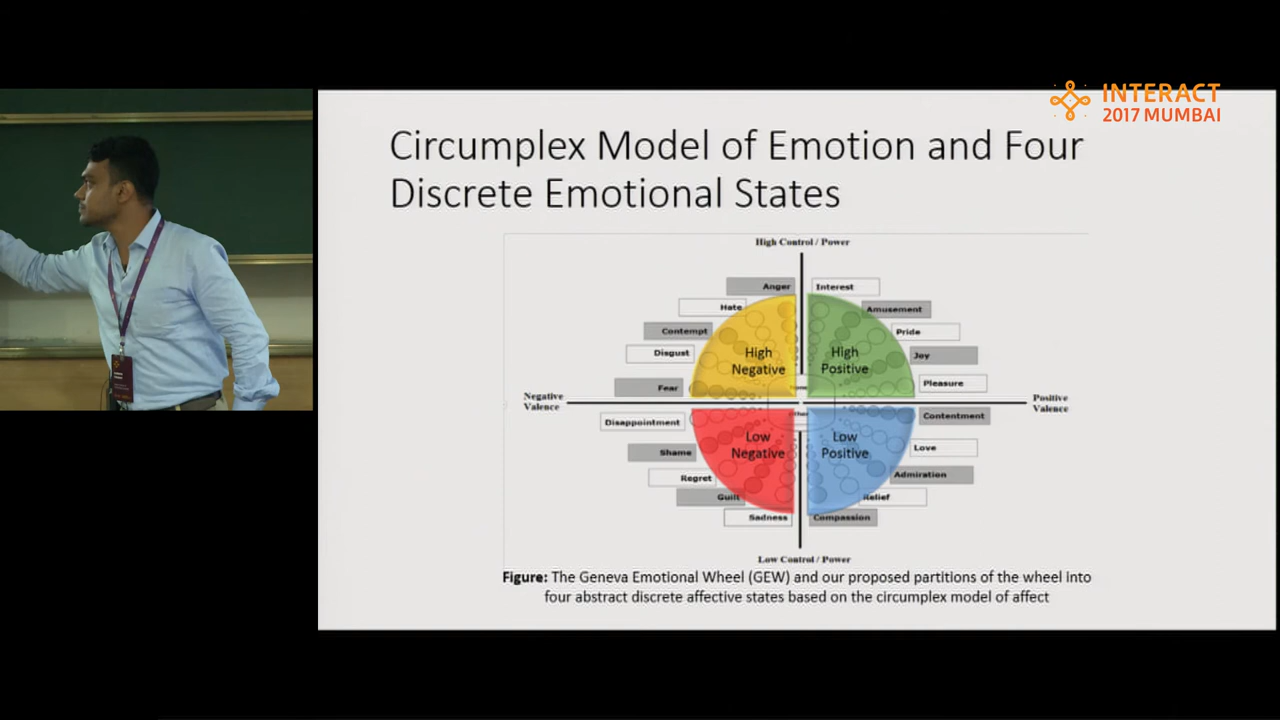 INTERACT
2017 MUMBAI
Circumplex Model of Emotion and Four
Discrete Emotional States
High Control / Power
Anger
Interest
Hate
Amusement
Contempt
Pride
Disgust
Joy
High
Negative
High
Positive
Fear
Pleasure
Negative
Valence
Positive
Valence
Disappointment
Contentment
Low
Negative
Low
Positive
Shame
Love
Regret
Admiration
Guilt
Relief
Sadness
Compassion
Low Control / Power
Figure: The Geneva Emotional Wheel (GEW) and our proposed partitions of the wheel into
four abstract discrete affective states based on the circumplex model of affect